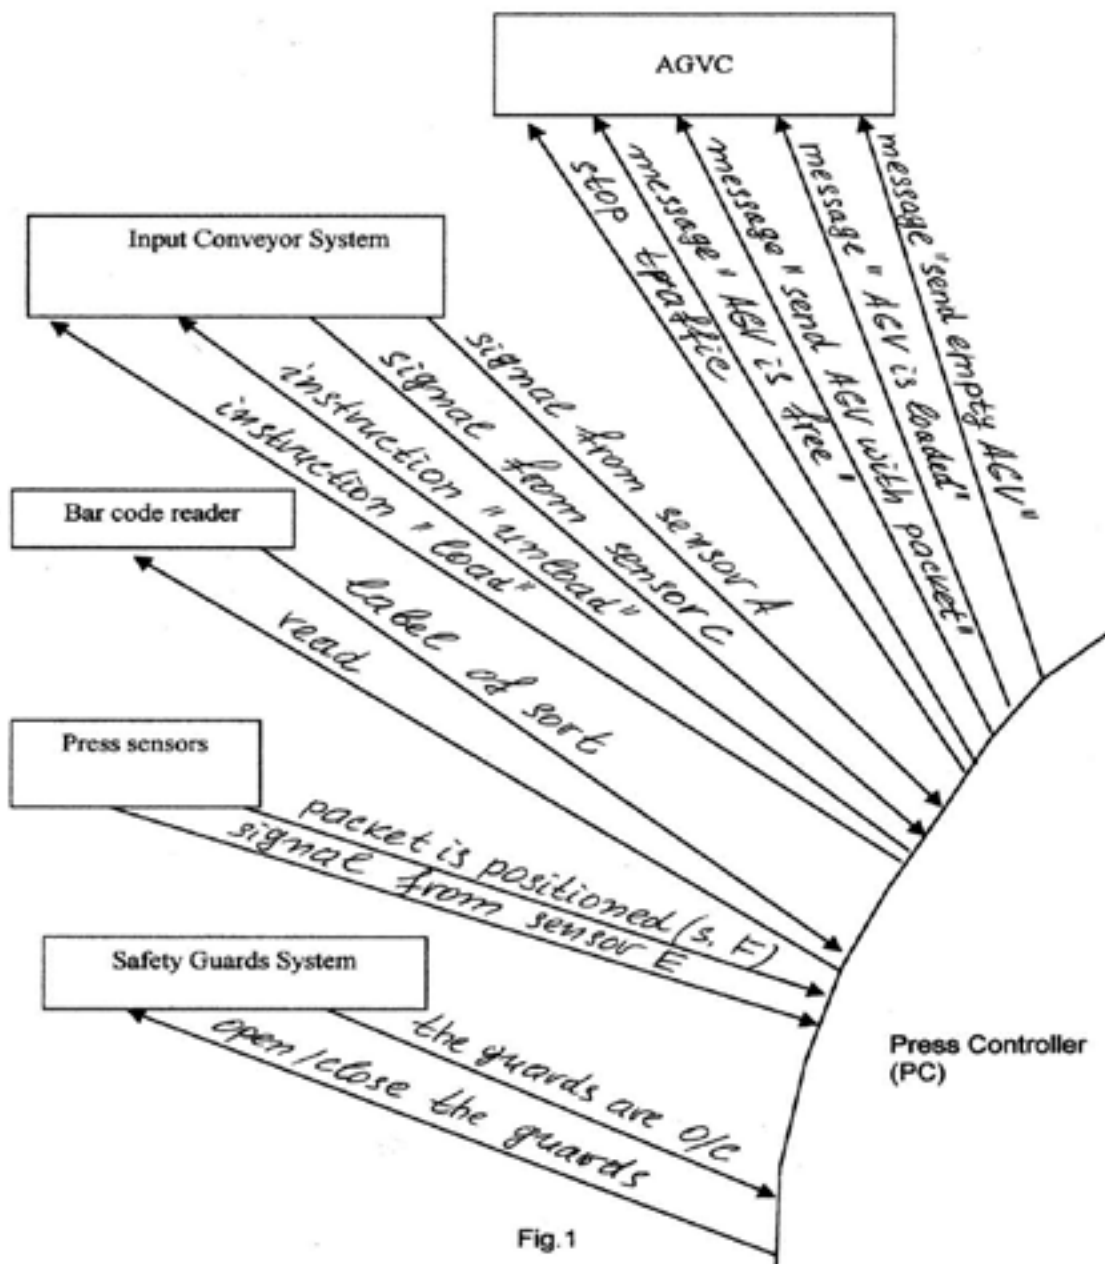 AGVC
stop traffic
message "AGV is free"
message "send AGV with packet"
message "AGV is loaded"
message "send empty AGV"
Input Conveyor System
instruction "load"
instruction "unload"
signal from sensor C
signal from sensor A
Bar code reader
label of sort
read
Press sensors
packet is positioned (s. F)
signal from sensor E
Safety Guards System
the guards are O/C
open/close the guards
Press Controller
(PC)
Fig.1